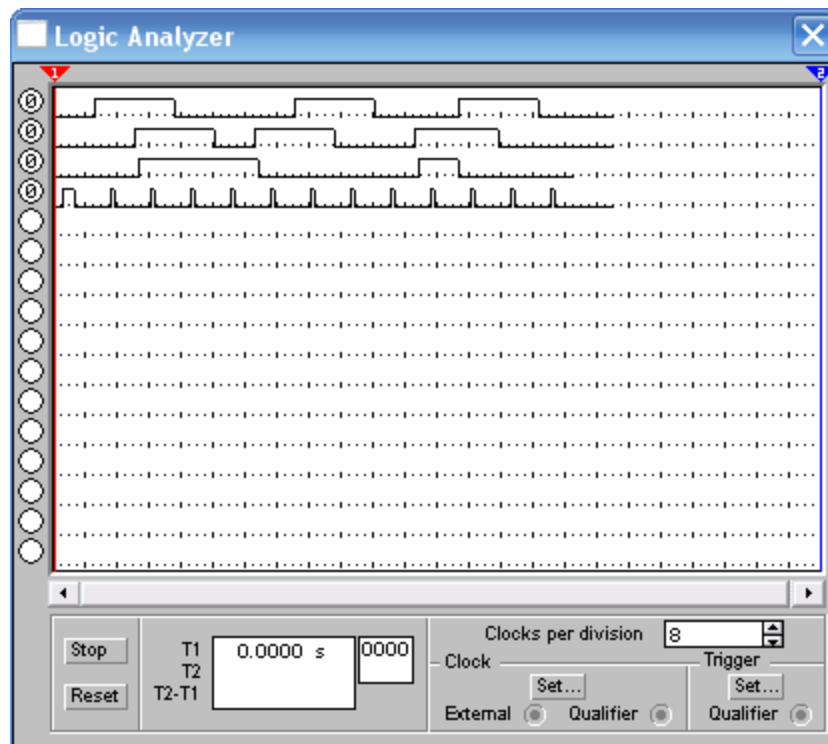 Logic Analyzer
1
2
0
0
0
0
Clocks per division 8
Stop
T1 0.0000 s 0000
T2
T2-T1
Reset
Clock
Trigger
Set...
Set...
External
Qualifier
Qualifier